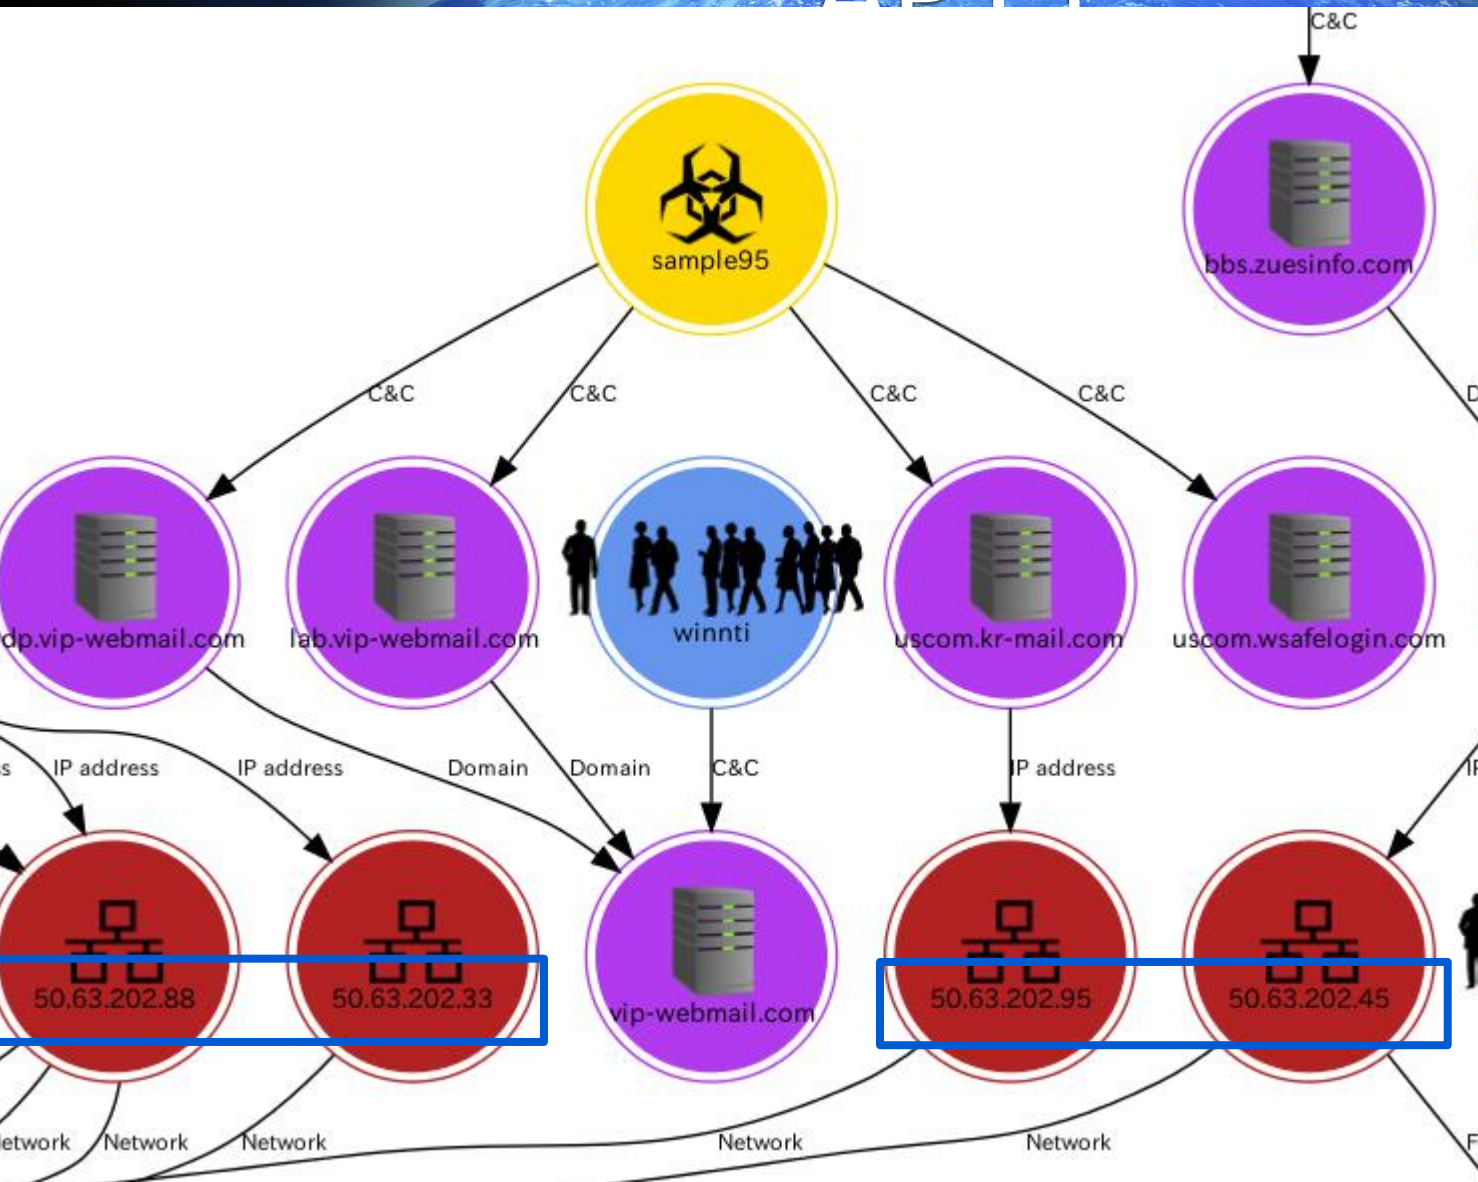 C&C
sample95
bbs.zuesinfo.com
C&C
C&C
C&C
C&C
dp.vip-webmail.com
lab.vip-webmail.com
winnti
uscom.kr-mail.com
uscom.wsafelogin.com
IP address
IP address
Domain
Domain
C&C
IP address
50.63.202.88
50.63.202.33
vip-webmail.com
50.63.202.95
50.63.202.45
Network
Network
Network
Network